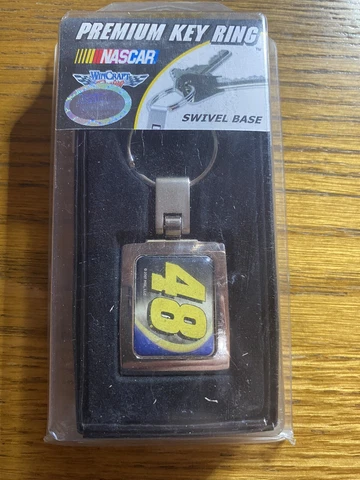 PREMIUM KEY RING
NASCAR
WINCRAFT
SWIVEL BASE
48